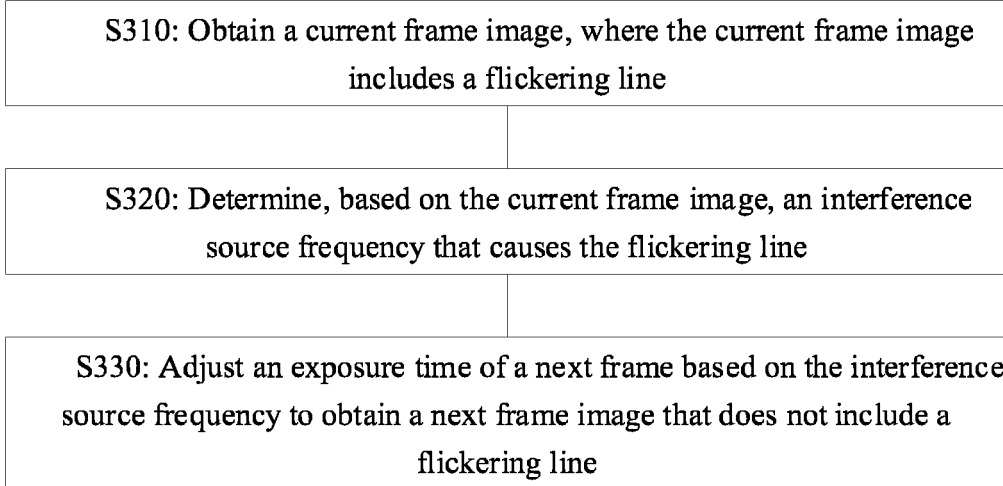 S310: Obtain a current frame image, where the current frame image
includes a flickering line
S320: Determine, based on the current frame image, an interference
source frequency that causes the flickering line
S330: Adjust an exposure time of a next frame based on the interference
source frequency to obtain a next frame image that does not include a
flickering line